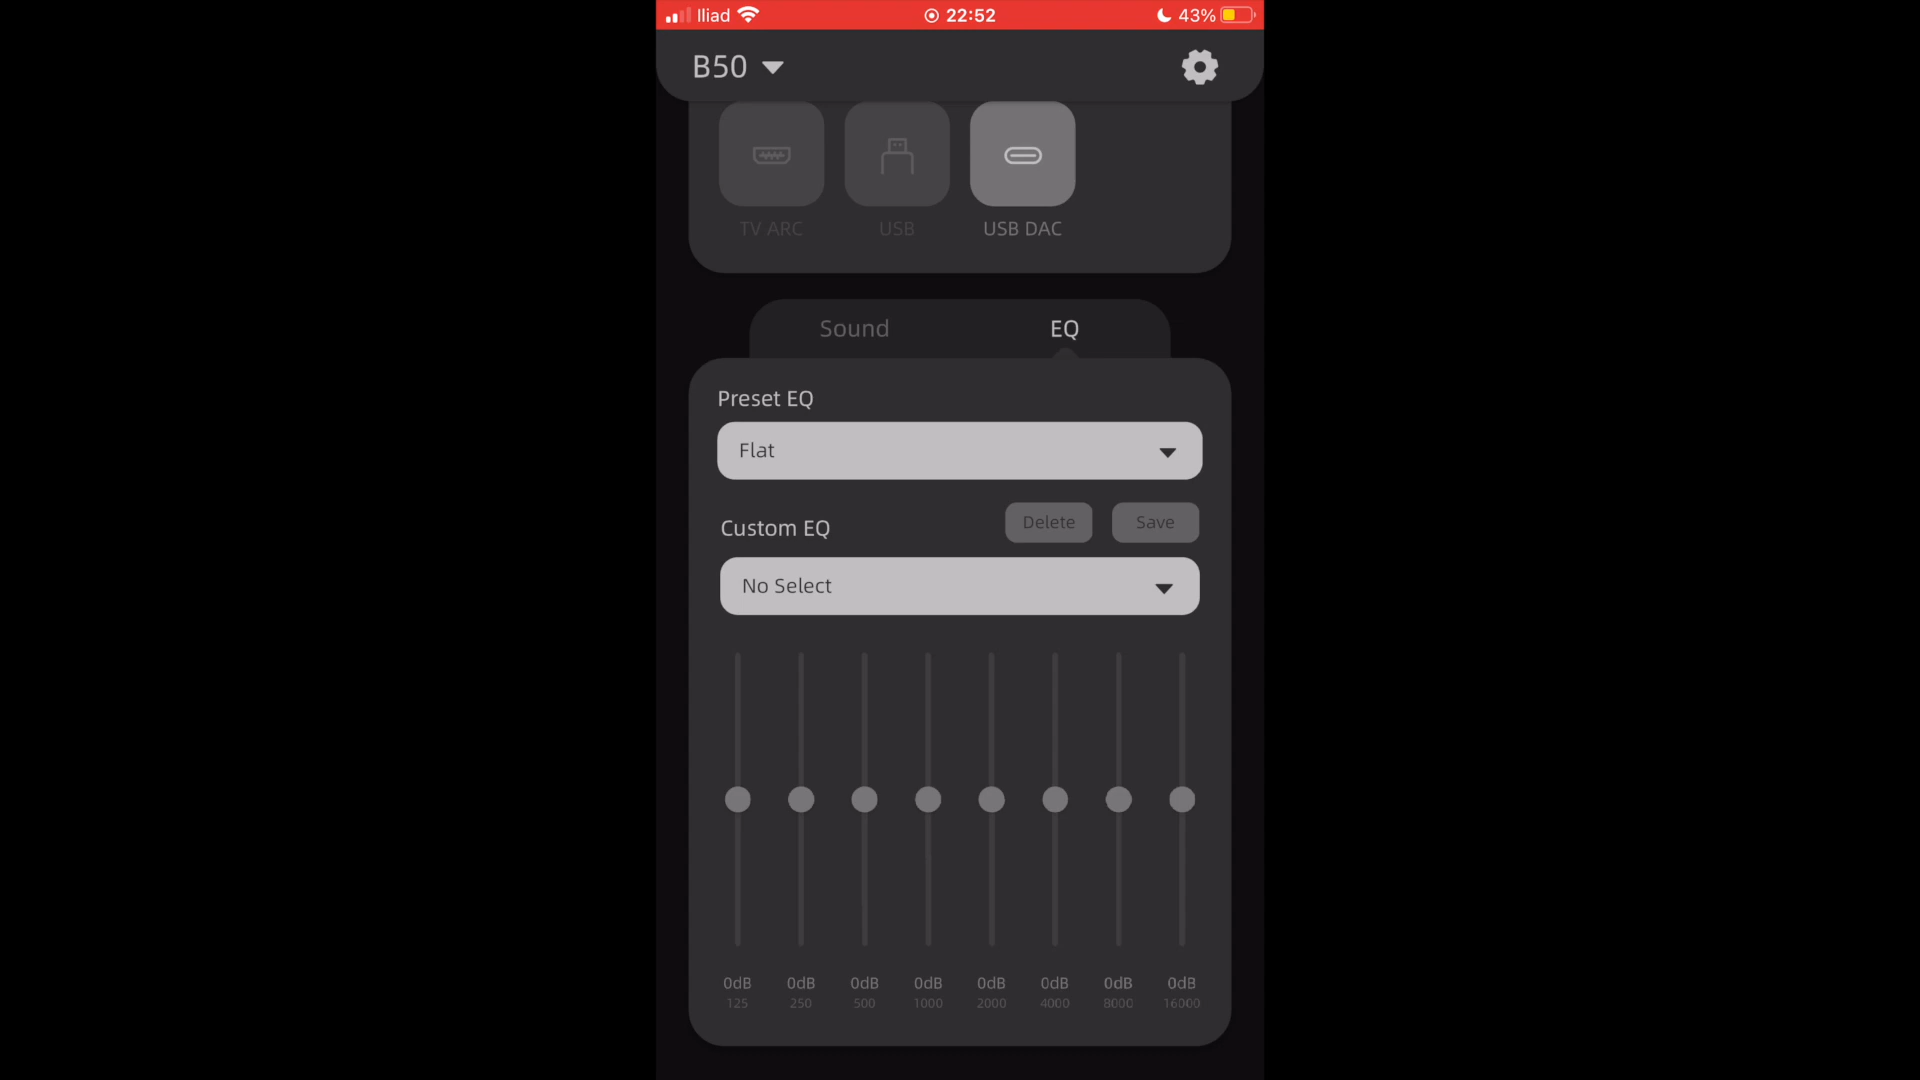 Iliad 22:52 43%
B50
TV ARC USB USB DAC
Sound EQ
Preset EQ
Flat
Custom EQ Delete Save
No Select
0dB 0dB 0dB 0dB 0dB 0dB 0dB 0dB
125 250 500 1000 2000 4000 8000 16000